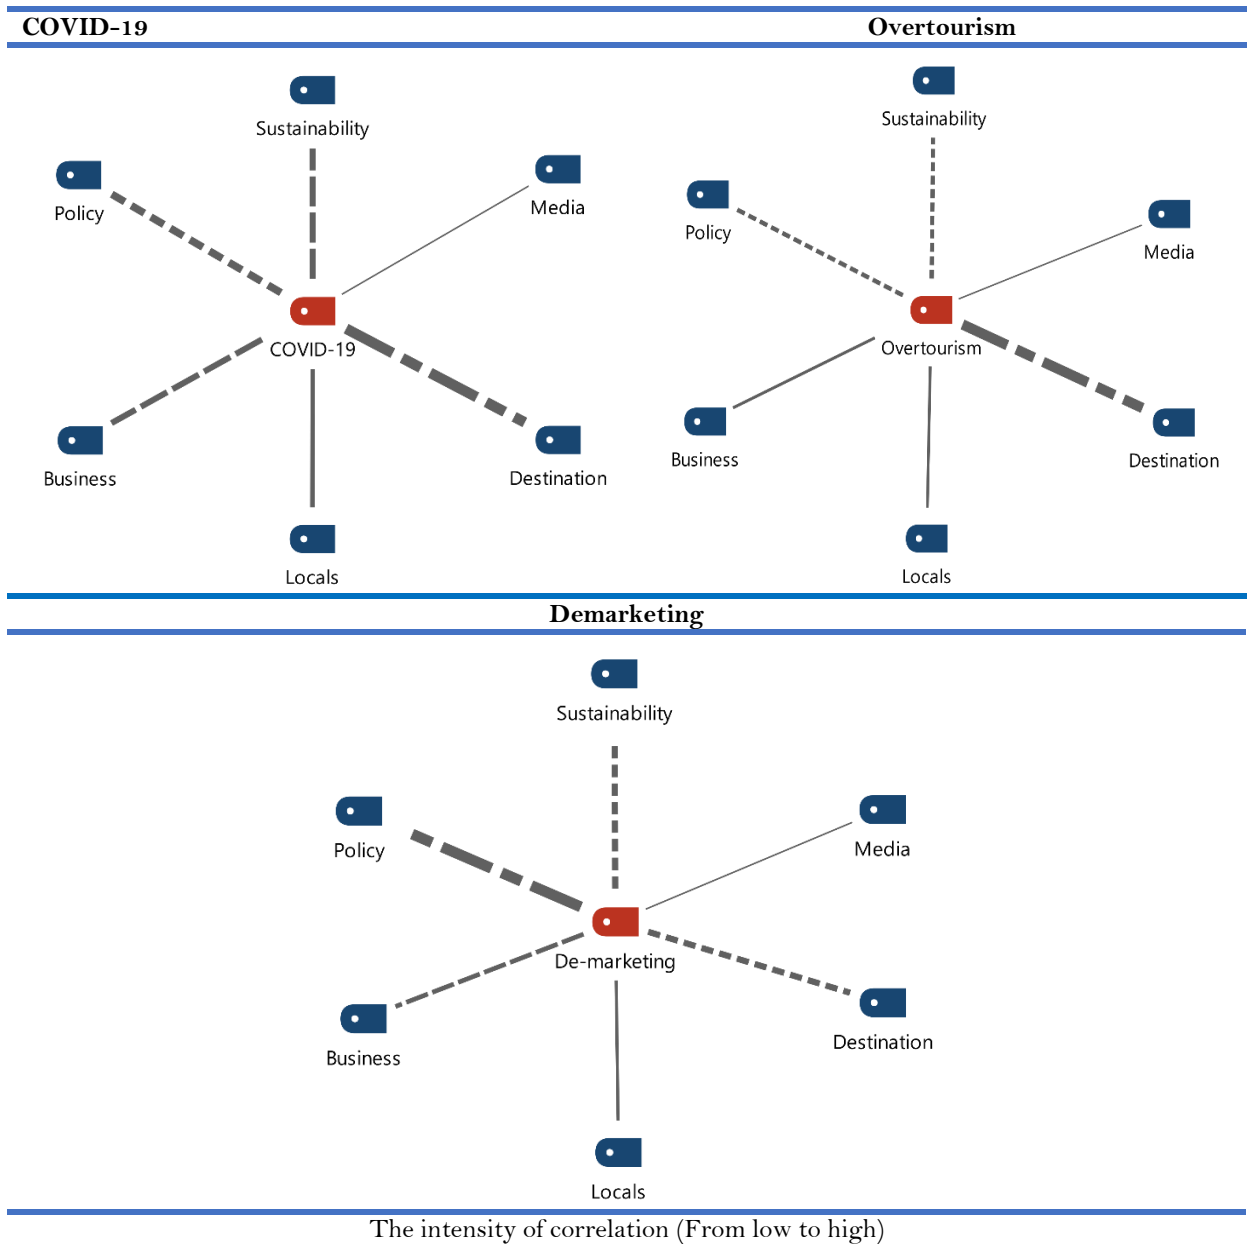 COVID-19
Overtourism
Sustainability
Policy
Media
COVID-19
Business
Destination
Locals
Sustainability
Policy
Media
Overtourism
Business
Destination
Locals
Demarketing
Sustainability
Policy
Media
De-marketing
Business
Destination
Locals
The intensity of correlation (From low to high)